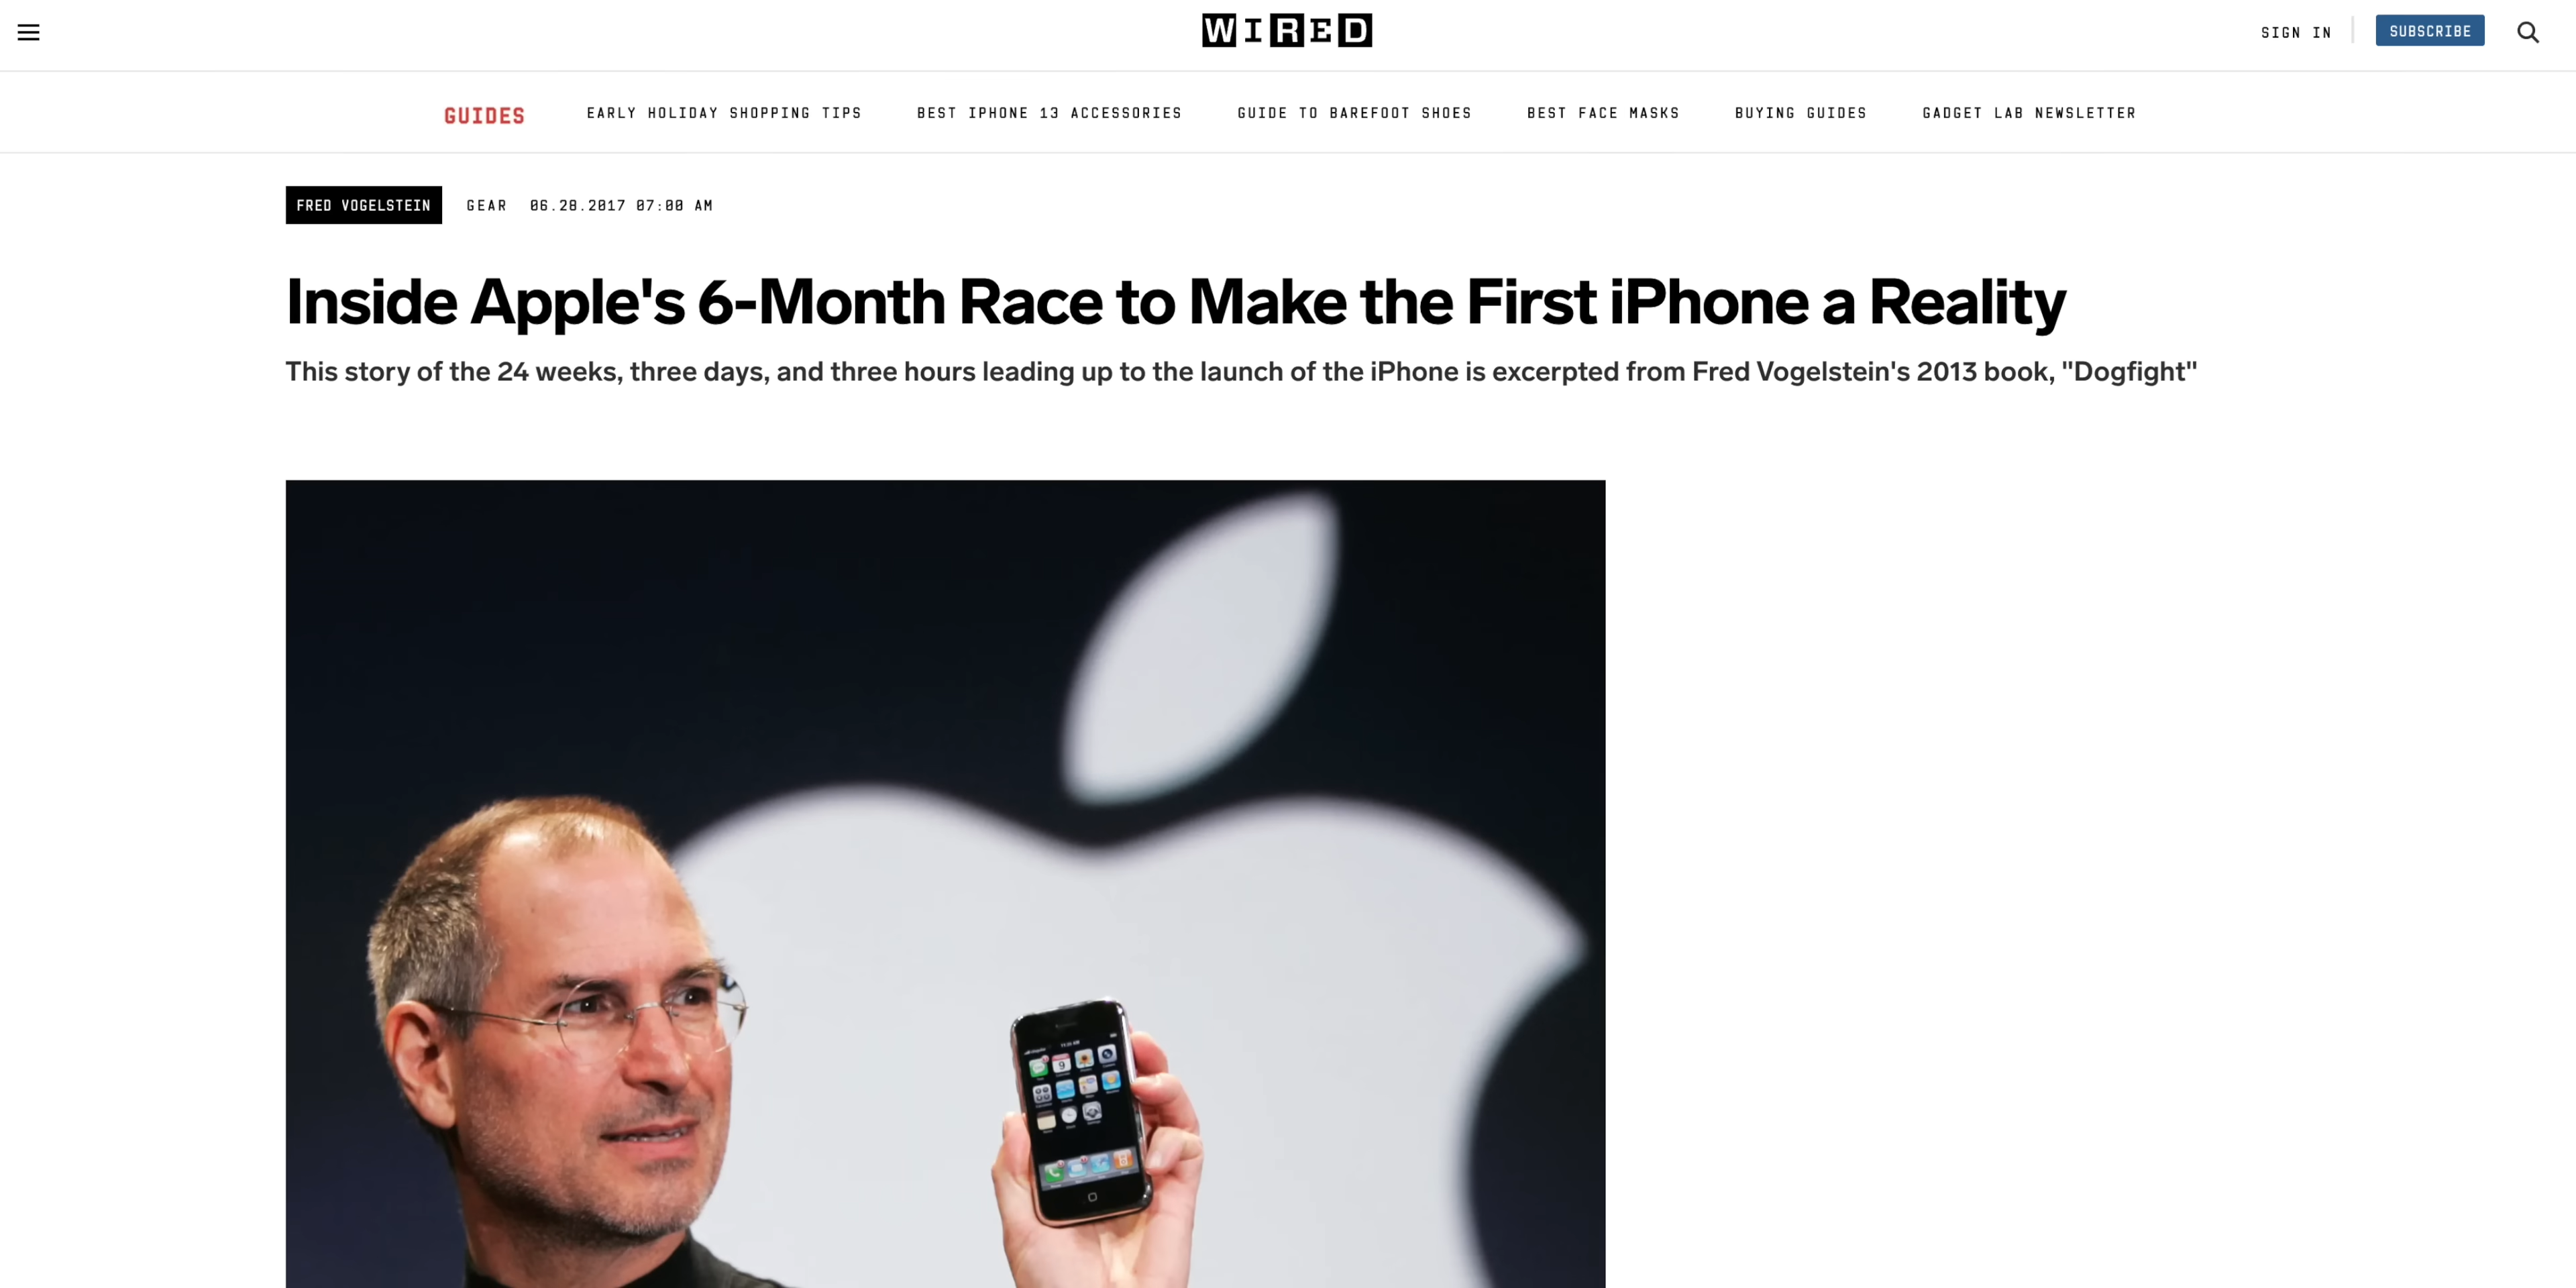 WIRED
SIGN IN
SUBSCRIBE
GUIDES
EARLY HOLIDAY SHOPPING TIPS
BEST IPHONE 13 ACCESSORIES
GUIDE TO BAREFOOT SHOES
BEST FACE MASKS
BUYING GUIDES
GADGET LAB NEWSLETTER
FRED VOGELSTEIN
GEAR
06.28.2017 07:00 AM
Inside Apple's 6-Month Race to Make the First iPhone a Reality
This story of the 24 weeks, three days, and three hours leading up to the launch of the iPhone is excerpted from Fred Vogelstein's 2013 book, "Dogfight"
9